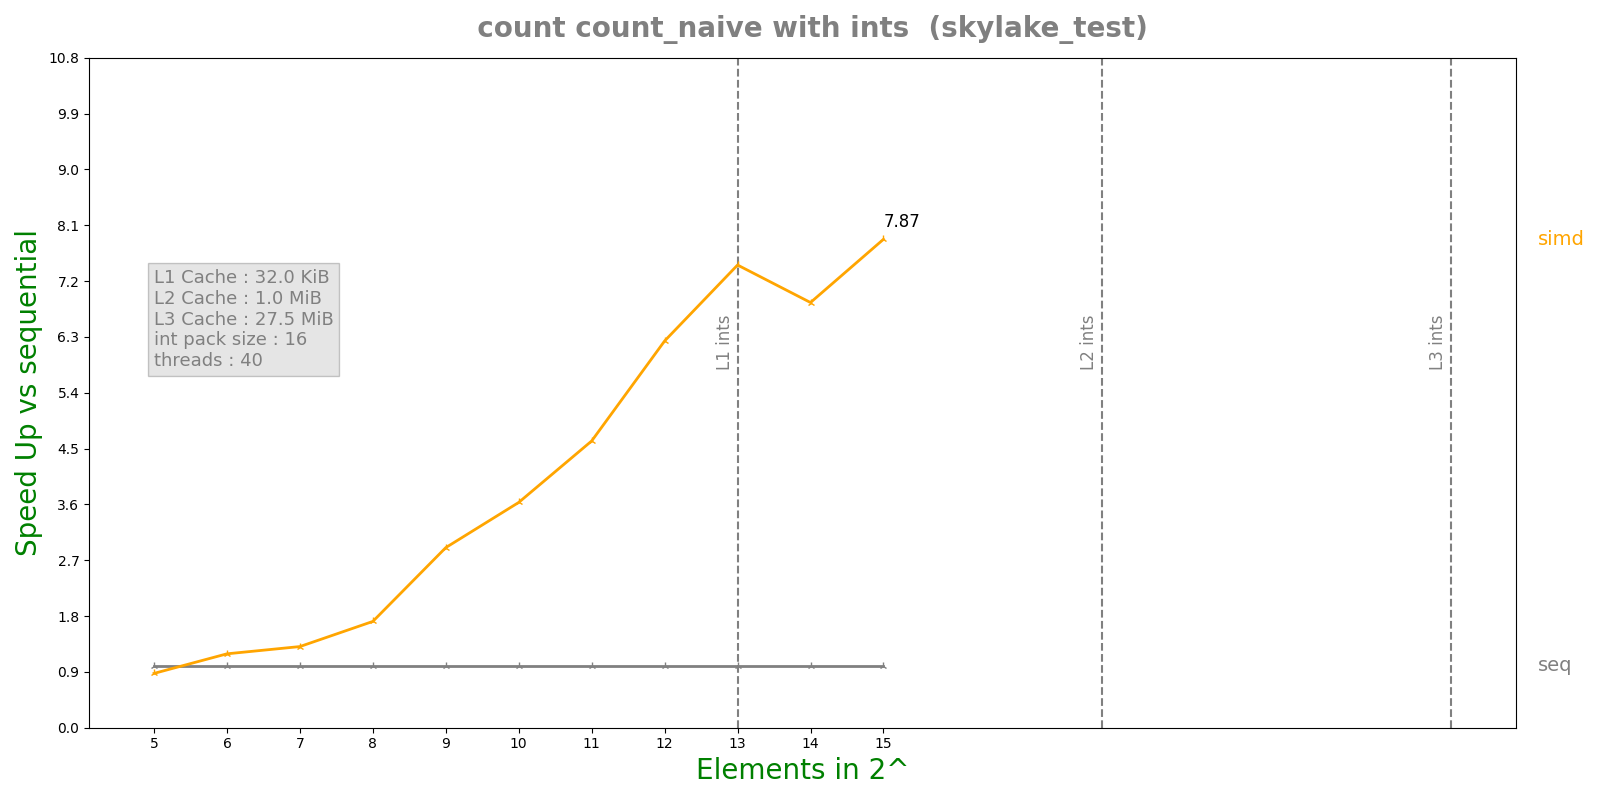 count count_naive with ints  (skylake_test)
10.8
9.9
9.0
8.1
7.2
6.3
5.4
4.5
3.6
2.7
1.8
0.9
0.0
Speed Up vs sequential
L1 Cache : 32.0 KiB
L2 Cache : 1.0 MiB
L3 Cache : 27.5 MiB
int pack size : 16
threads : 40
L1 ints
7.87
L2 ints
L3 ints
simd
seq
5 6 7 8 9 10 11 12 13 14 15
Elements in 2^